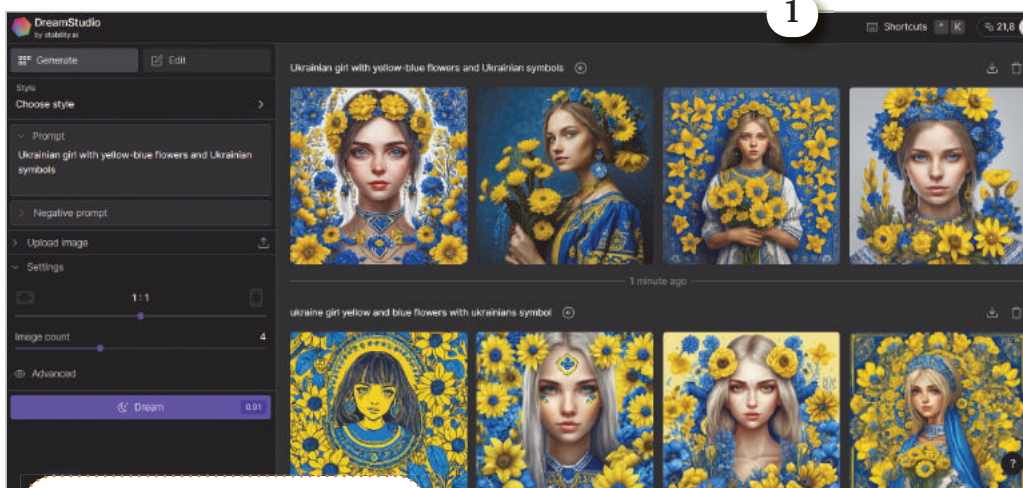 1
DreamStudio
by stability.ai
Shortcuts * K 21,8
Generate
Edit
Ukrainian girl with yellow-blue flowers and Ukrainian symbols
Style
Choose style
Prompt
Ukrainian girl with yellow-blue flowers and Ukrainian
symbols
Negative prompt
Upload Image
Settings
1 minute ago
1:1
ukraine girl yellow and blue flowers with ukrainians symbol
Image count 4
Advanced
Dream 0.91
?